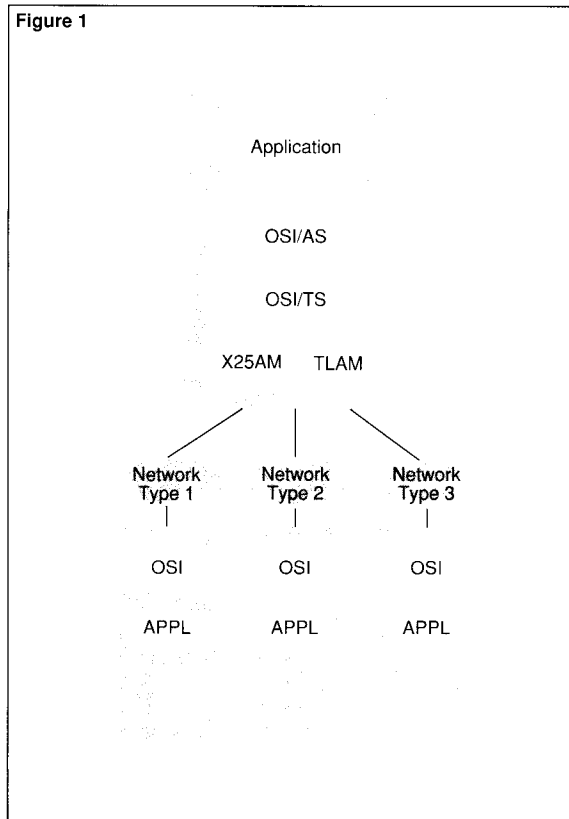 Figure 1
Application
OSI/AS
OSI/TS
X25AM TLAM
Network Type 1
Network Type 2
Network Type 3
OSI OSI OSI
APPL APPL APPL